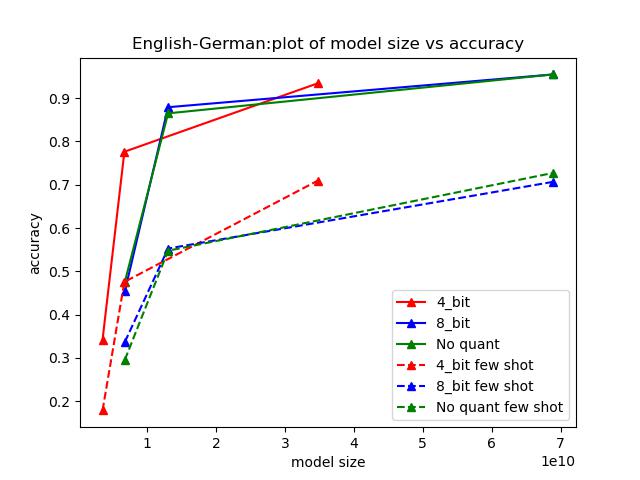 English-German:plot of model size vs accuracy
accuracy
0.9
0.8
0.7
0.6
0.5
0.4
0.3
0.2
4_bit
8_bit
No quant
4_bit few shot
8_bit few shot
No quant few shot
1 2 3 4 5 6 7
1e10
model size